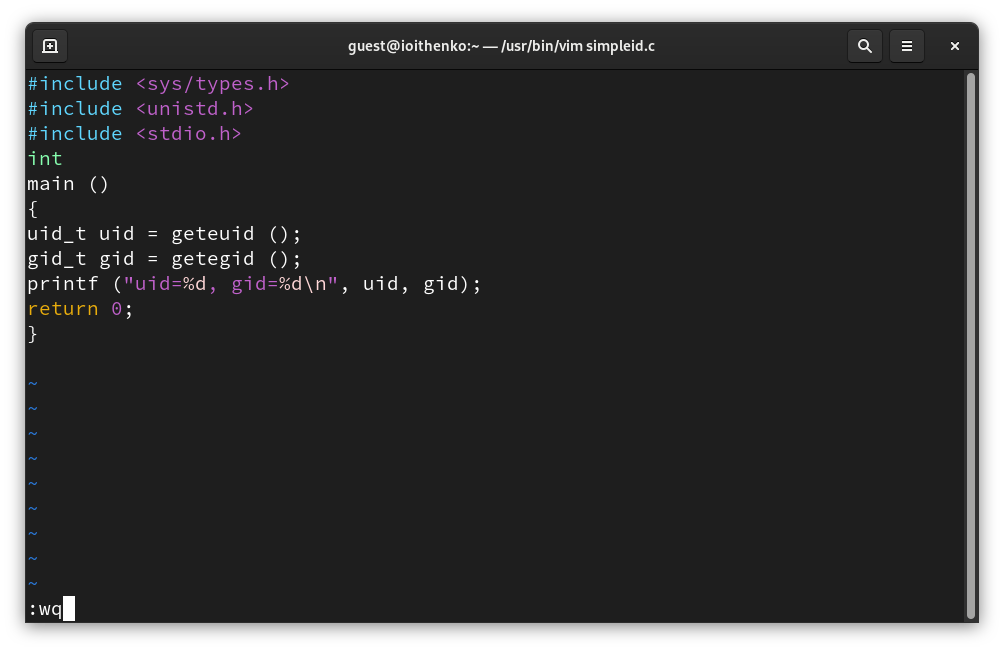 guest@ioithenko:~ — /usr/bin/vim simpleid.c
#include <sys/types.h>
#include <unistd.h>
#include <stdio.h>
int
main ()
{
uid_t uid = geteuid ();
gid_t gid = getegid ();
printf ("uid=%d, gid=%d\n", uid, gid);
return 0;
}
~
~
~
~
~
~
~
~
~
:wq